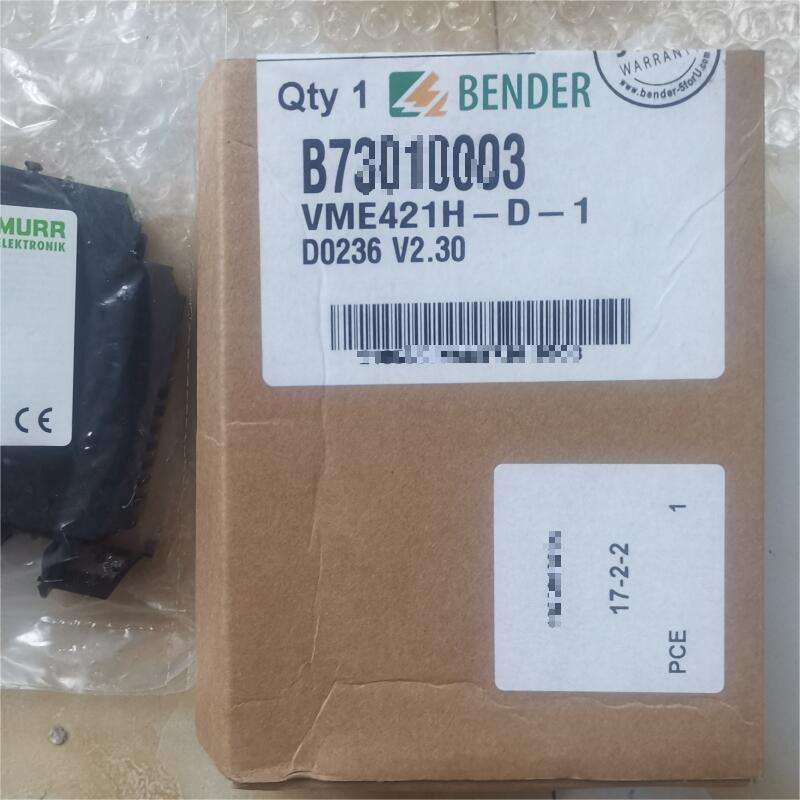 Qty 1 BENDER
WARRANTY
www.bender-5forU.com
B73010003
VME421H-D-1
D0236 V2.30
MURR
ELEKTRONIK
CE
17-2-2
PCE 1